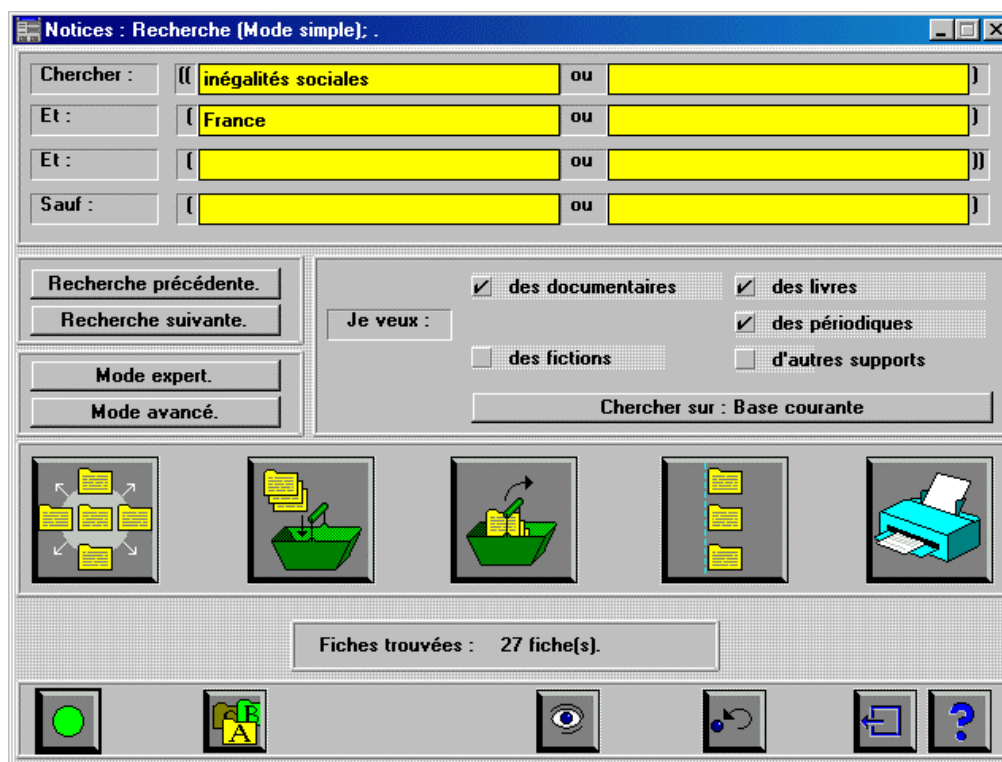 Notices : Recherche (Mode simple); .
Chercher : (( inégalités sociales ou )
Et : ( France ou )
Et : ( ou ))
Sauf : ( ou )
Recherche précédente.
Recherche suivante.
Mode expert.
Mode avancé.
Je veux :
des documentaires
des livres
des périodiques
des fictions
d'autres supports
Chercher sur : Base courante
Fiches trouvées : 27 fiche(s).
B
A
?